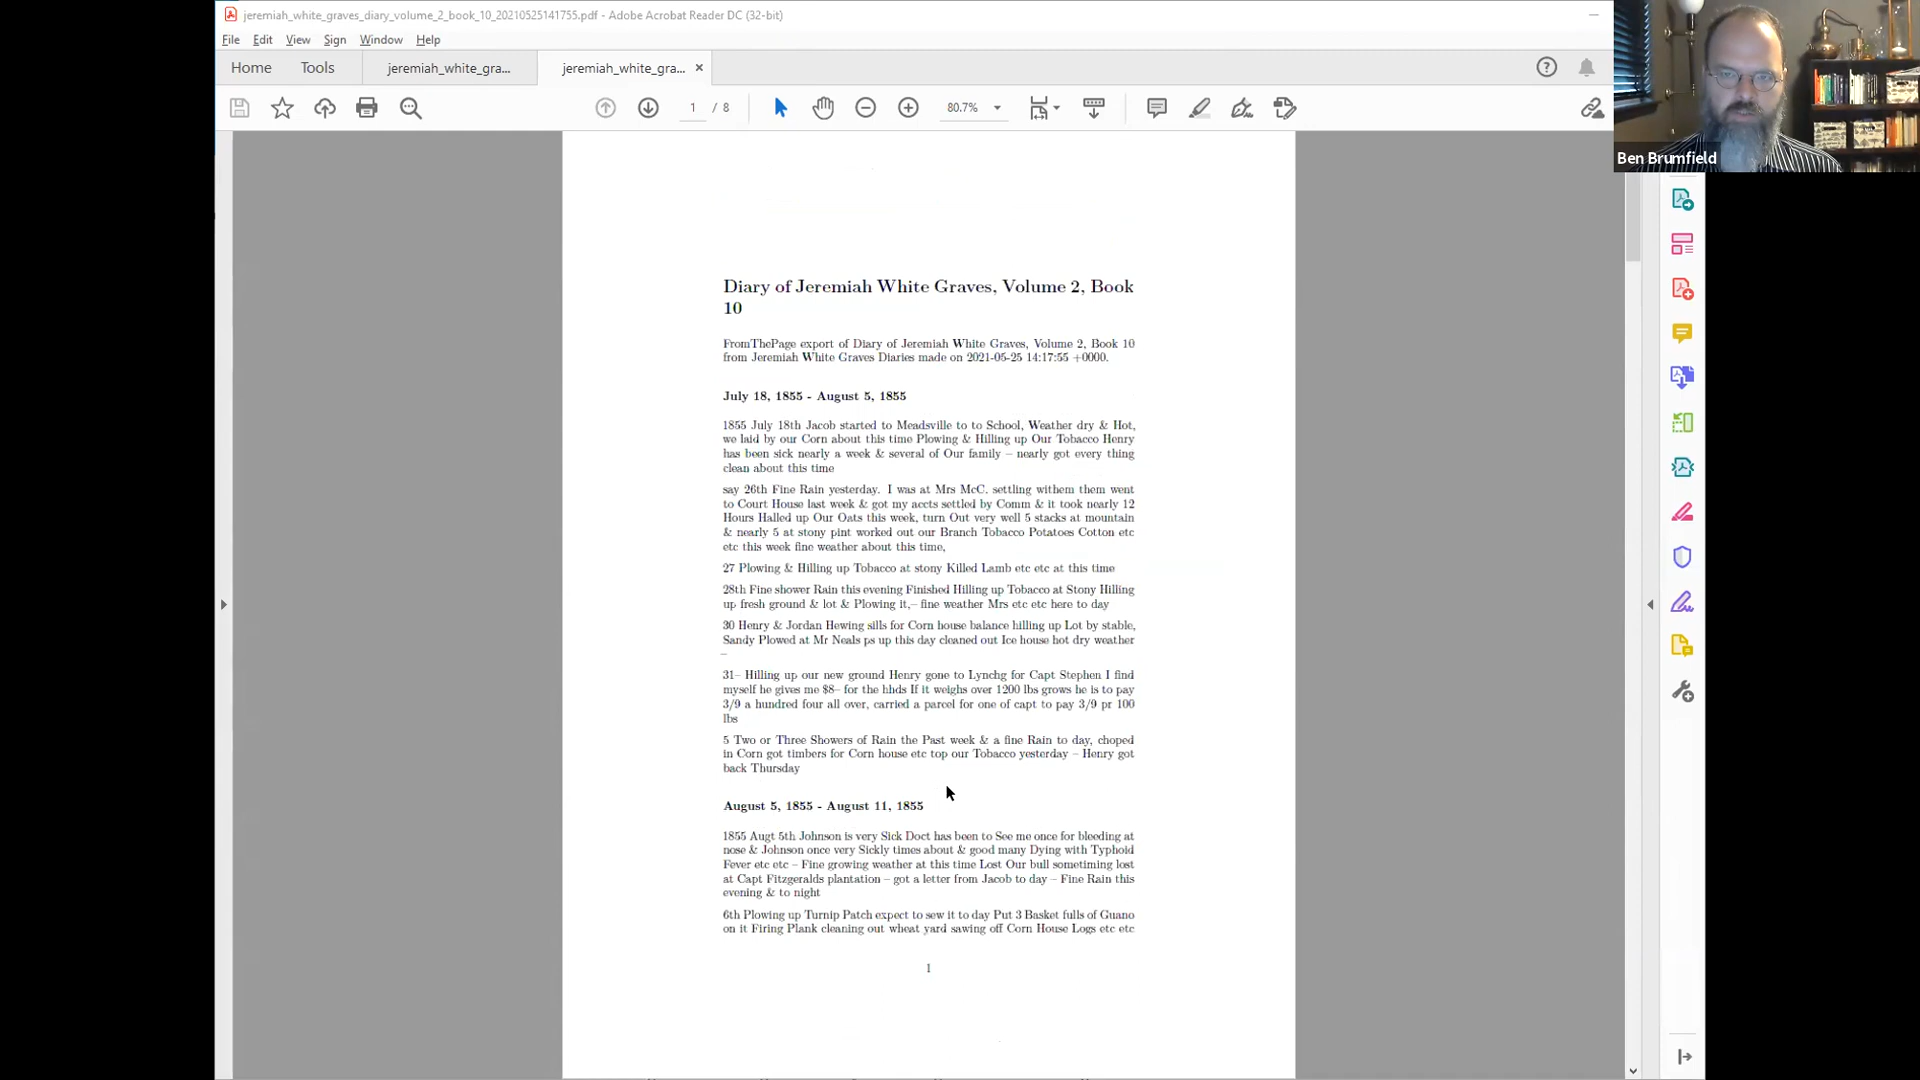 jeremiah_white_graves_diary_volume_2_book_10_20210525141755.pdf - Adobe Acrobat Reader DC (32-bit)
File Edit View Sign Window Help
Home Tools jeremiah_white_gra... jeremiah_white_gra... ×
1 / 8 80.7%
Ben Brumfield
Diary of Jeremiah White Graves, Volume 2, Book
10
FromThePage export of Diary of Jeremiah White Graves, Volume 2, Book 10
from Jeremiah White Graves Diaries made on 2021-05-25 14:17:55 +0000.
July 18, 1855 - August 5, 1855
1855 July 18th Jacob started to Meadsville to to School, Weather dry & Hot,
we laid by our Corn about this time Plowing & Hilling up Our Tobacco Henry
has been sick nearly a week & several of Our family – nearly got every thing
clean about this time
say 26th Fine Rain yesterday. I was at Mrs McC. settling withem them went
to Court House last week & got my accts settled by Comm & it took nearly 12
Hours Halled up Our Oats this week, turn Out very well 5 stacks at mountain
& nearly 5 at stony pint worked out our Branch Tobacco Potatoes Cotton etc
etc this week fine weather about this time,
27 Plowing & Hilling up Tobacco at stony Killed Lamb etc etc at this time
28th Fine shower Rain this evening Finished Hilling up Tobacco at Stony Hilling
up fresh ground & lot & Plowing it,– fine weather Mrs etc etc here to day
30 Henry & Jordan Hewing sills for Corn house balance hilling up Lot by stable,
Sandy Plowed at Mr Neals ps up this day cleaned out Ice house hot dry weather
–
31– Hilling up our new ground Henry gone to Lynchg for Capt Stephen I find
myself he gives me $8– for the hhds If it weighs over 1200 lbs grows he is to pay
3/9 a hundred four all over, carried a parcel for one of capt to pay 3/9 pr 100
lbs
5 Two or Three Showers of Rain the Past week & a fine Rain to day, choped
in Corn got timbers for Corn house etc top our Tobacco yesterday – Henry got
back Thursday
August 5, 1855 - August 11, 1855
1855 Augt 5th Johnson is very Sick Doct has been to See me once for bleeding at
nose & Johnson once very Sickly times about & good many Dying with Typhoid
Fever etc etc – Fine growing weather at this time Lost Our bull sometiming lost
at Capt Fitzgeralds plantation – got a letter from Jacob to day – Fine Rain this
evening & to night
6th Plowing up Turnip Patch expect to sew it to day Put 3 Basket fulls of Guano
on it Firing Plank cleaning out wheat yard sawing off Corn House Logs etc etc
1